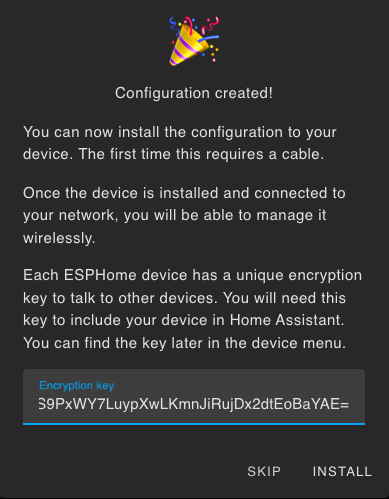 Configuration created!
You can now install the configuration to your
device. The first time this requires a cable.
Once the device is installed and connected to
your network, you will be able to manage it
wirelessly.
Each ESPHome device has a unique encryption
key to talk to other devices. You will need this
key to include your device in Home Assistant.
You can find the key later in the device menu.
Encryption key
S9PxWY7LuypXwLKmnJiRujDx2dtEoBaYAE=
SKIP INSTALL